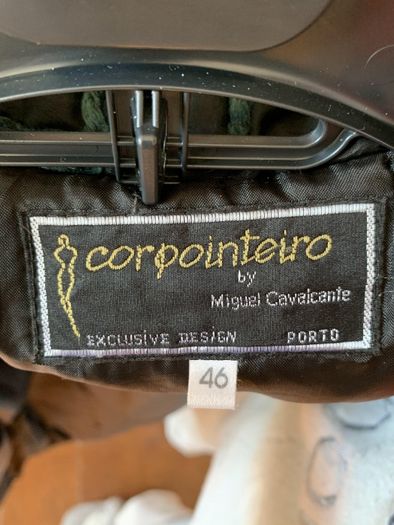 corpointeiro
by
Miguel Cavalcante
EXCLUSIVE DESIGN PORTO
46